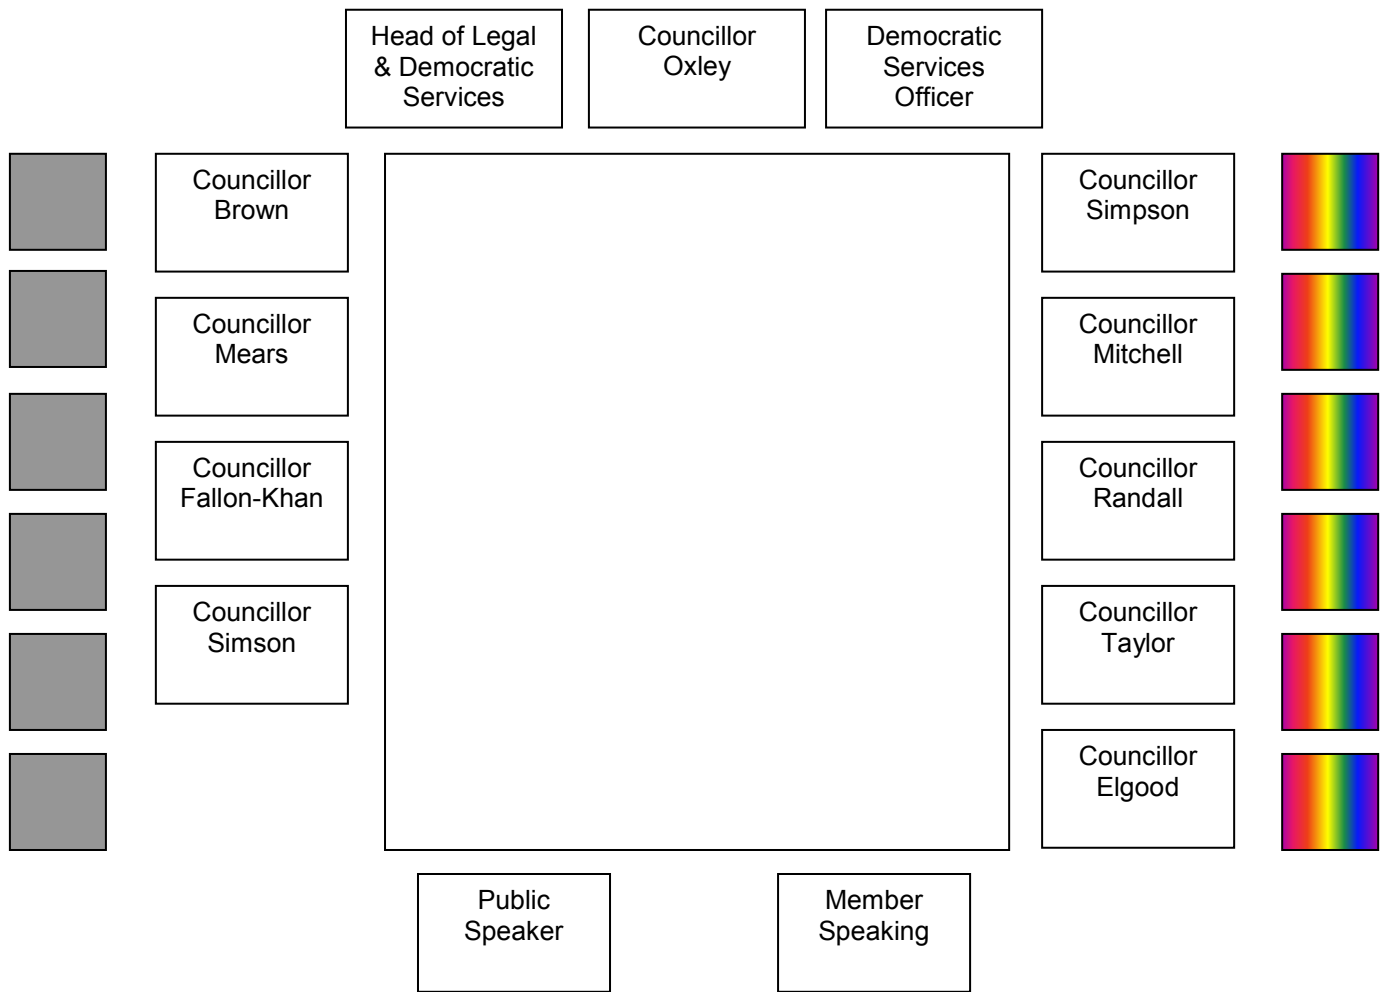 Head of Legal
& Democratic
Services
Councillor
Oxley
Democratic
Services
Officer
Councillor
Brown
Councillor
Mears
Councillor
Fallon-Khan
Councillor
Simson
Councillor
Simpson
Councillor
Mitchell
Councillor
Randall
Councillor
Taylor
Councillor
Elgood
Public
Speaker
Member
Speaking